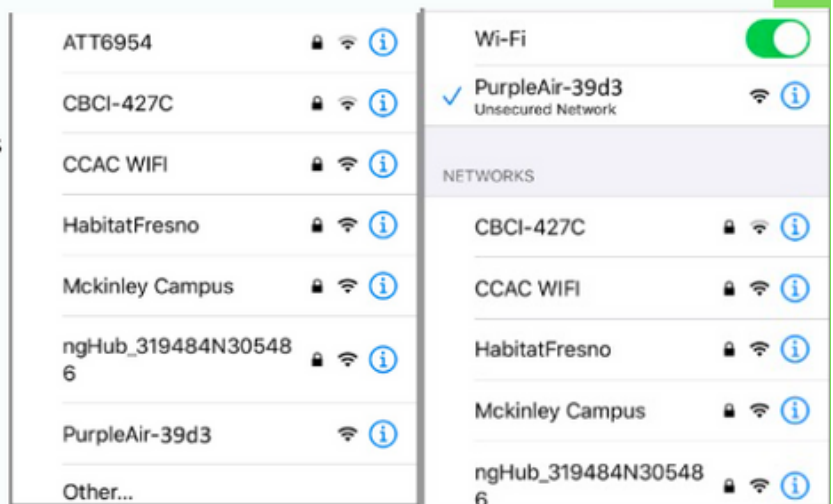 ATT6954
CBCI-427C
CCAC WIFI
HabitatFresno
Mckinley Campus
ngHub_319484N30548
6
PurpleAir-39d3
Other...
Wi-Fi
PurpleAir-39d3
Unsecured Network
NETWORKS
CBCI-427C
CCAC WIFI
HabitatFresno
Mckinley Campus
ngHub_319484N30548
6